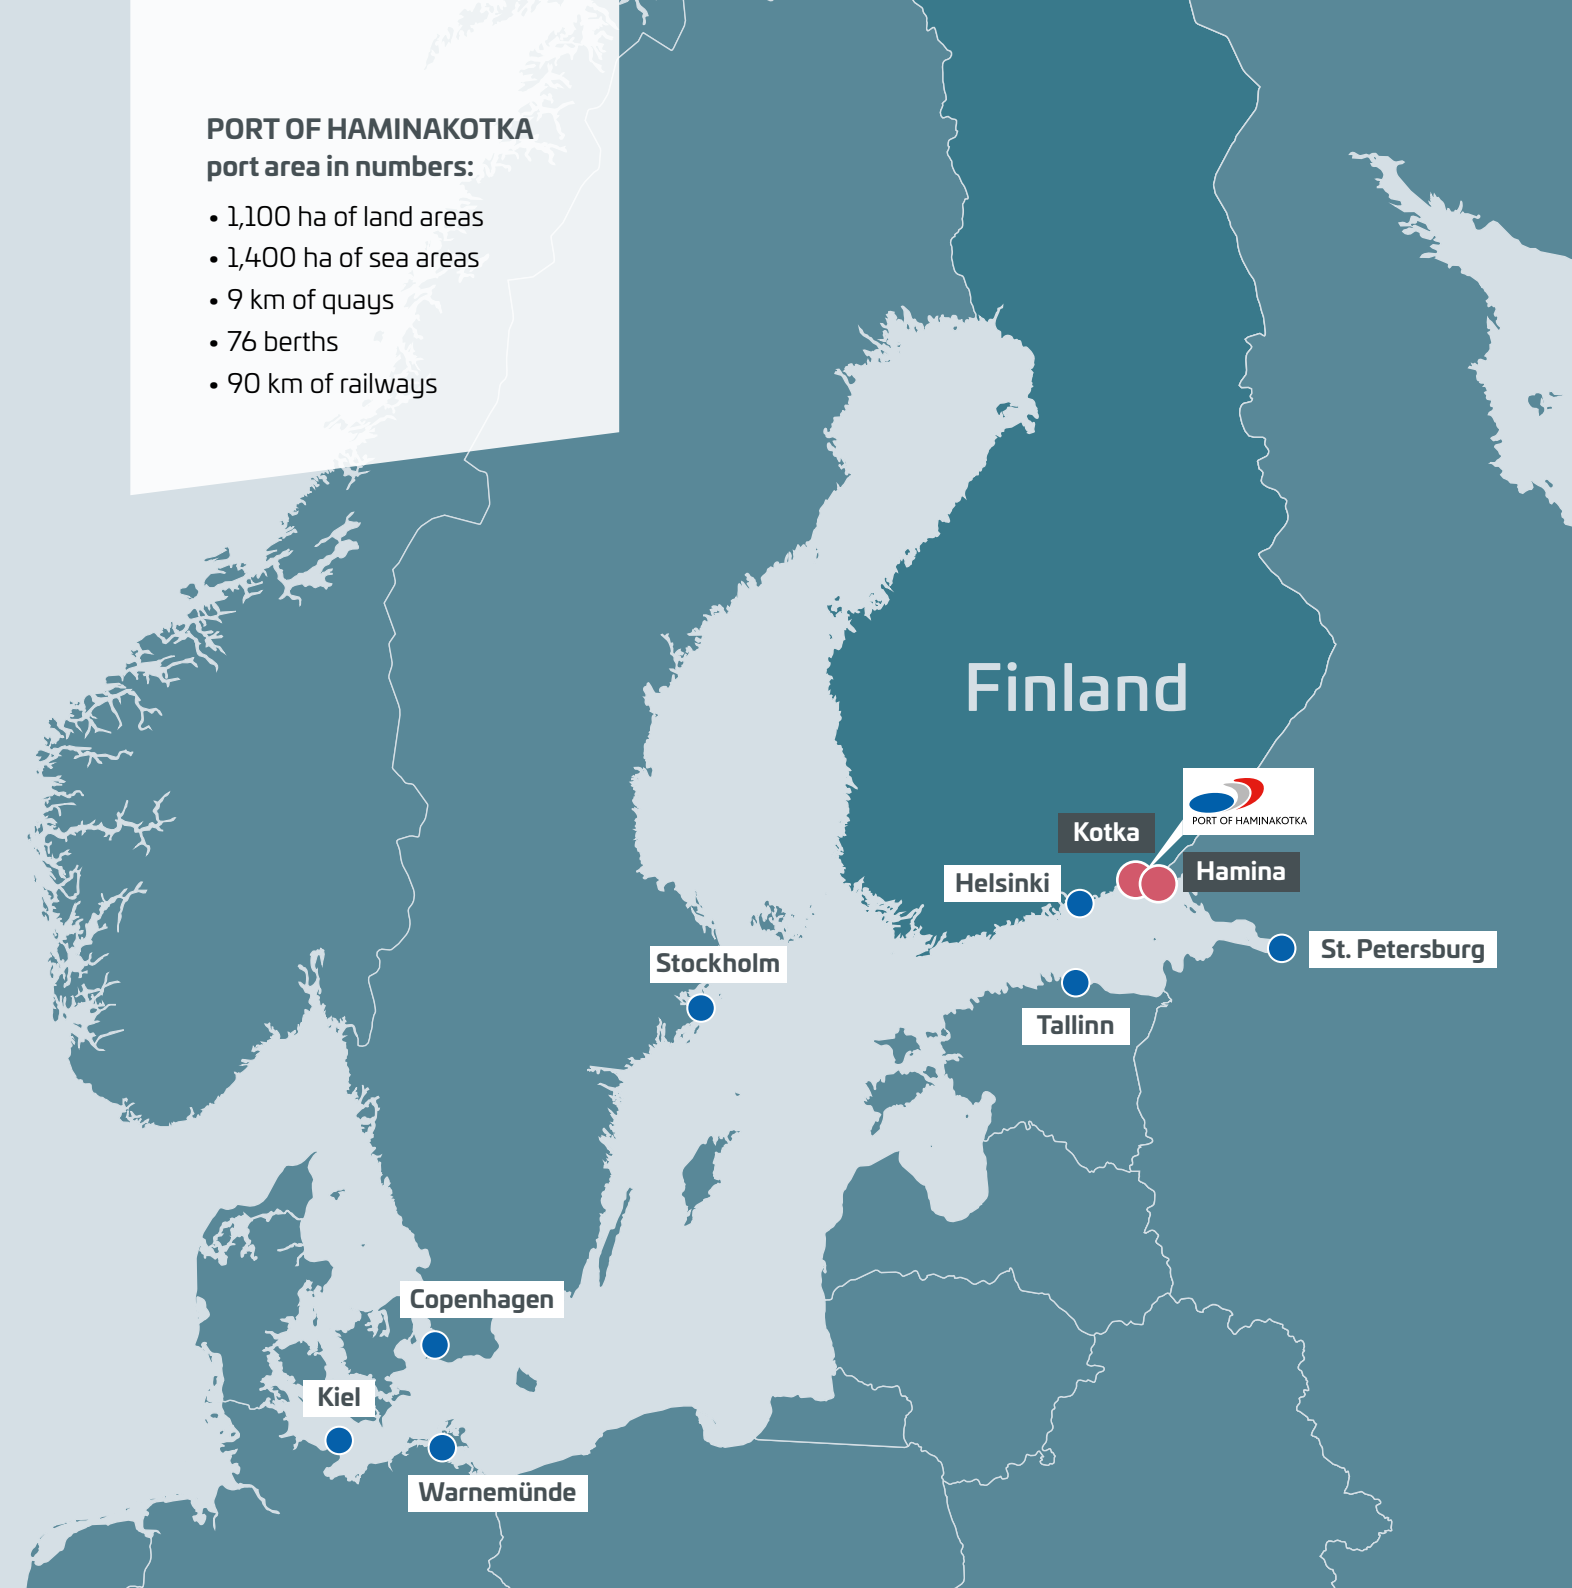 PORT OF HAMINAKOTKA
port area in numbers:
• 1,100 ha of land areas
• 1,400 ha of sea areas
• 9 km of quays
• 76 berths
• 90 km of railways
Finland
PORT OF HAMINAKOTKA
Kotka
Hamina
Helsinki
St. Petersburg
Stockholm
Tallinn
Copenhagen
Kiel
Warnemünde